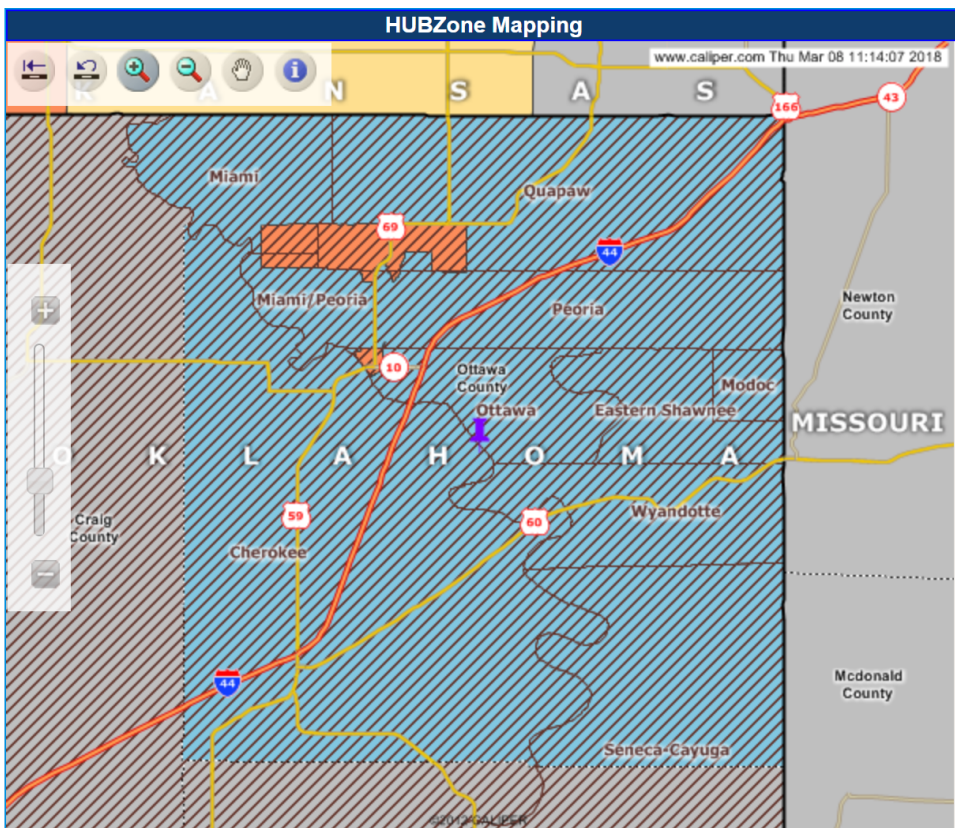 HUBZone Mapping
www.caliper.com Thu Mar 08 11:14:07 2018
K A N S A S
166
43
Miami
Quapaw
69
44
Miami/Peoria
Peoria
Newton
County
10
Ottawa
County
Modoc
Ottawa
Eastern Shawnee
MISSOURI
O K L A H O M A
59
60
Wyandotte
Craig
County
Cherokee
44
Mcdonald
County
Seneca-Cayuga
©2012 CALIPER